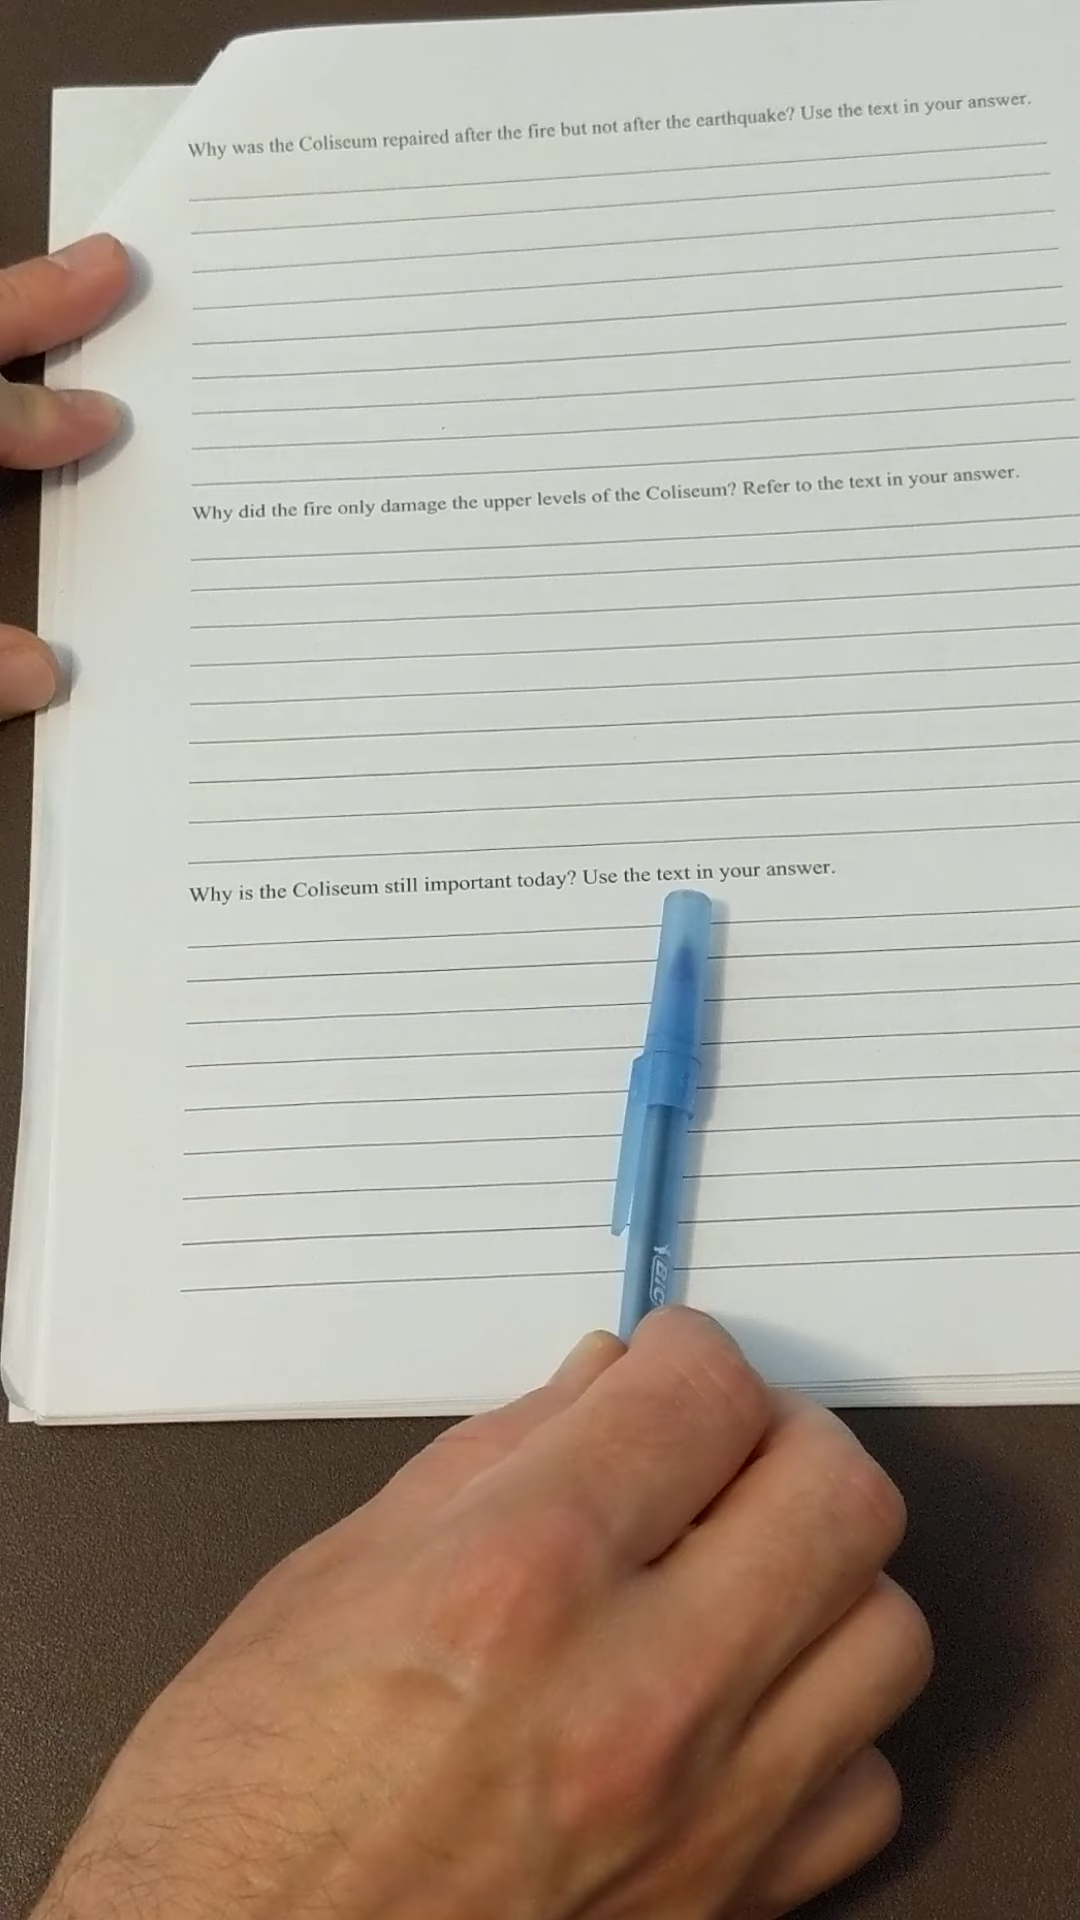 Why was the Coliseum repaired after the fire but not after the earthquake? Use the text in your answer.
Why did the fire only damage the upper levels of the Coliseum? Refer to the text in your answer.
Why is the Coliseum still important today? Use the text in your answer.
BIC